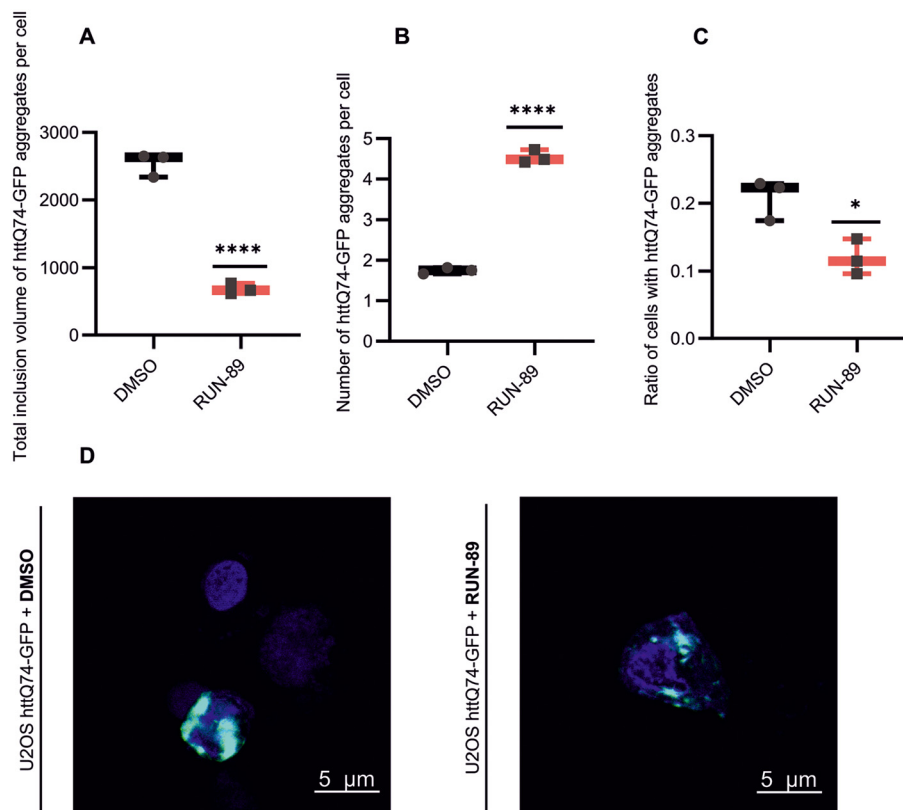 A
Total inclusion volume of httQ74-GFP aggregates per cell
3000
2000
1000
0
****
DMSO
RUN-89
B
Number of httQ74-GFP aggregates per cell
5
4
3
2
1
0
****
DMSO
RUN-89
C
Ratio of cells with httQ74-GFP aggregates
0.3
0.2
0.1
0.0
*
DMSO
RUN-89
D
U2OS httQ74-GFP + DMSO
5 µm
U2OS httQ74-GFP + RUN-89
5 µm